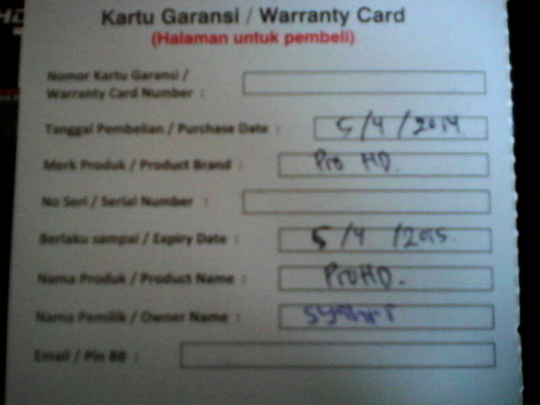 Kartu Garansi / Warranty Card
(Halaman untuk pembeli)
Nomor Kartu Garansi /
Warranty Card Number :
Tanggal Pembelian / Purchase Date : 5/4/2014
Merk Produk / Product Brand : Pro HD.
No Seri / Serial Number :
Berlaku sampai / Expiry Date : 5/4/2015.
Nama Produk / Product Name : ProHD.
Nama Pemilik / Owner Name :
Email / Pin BB :